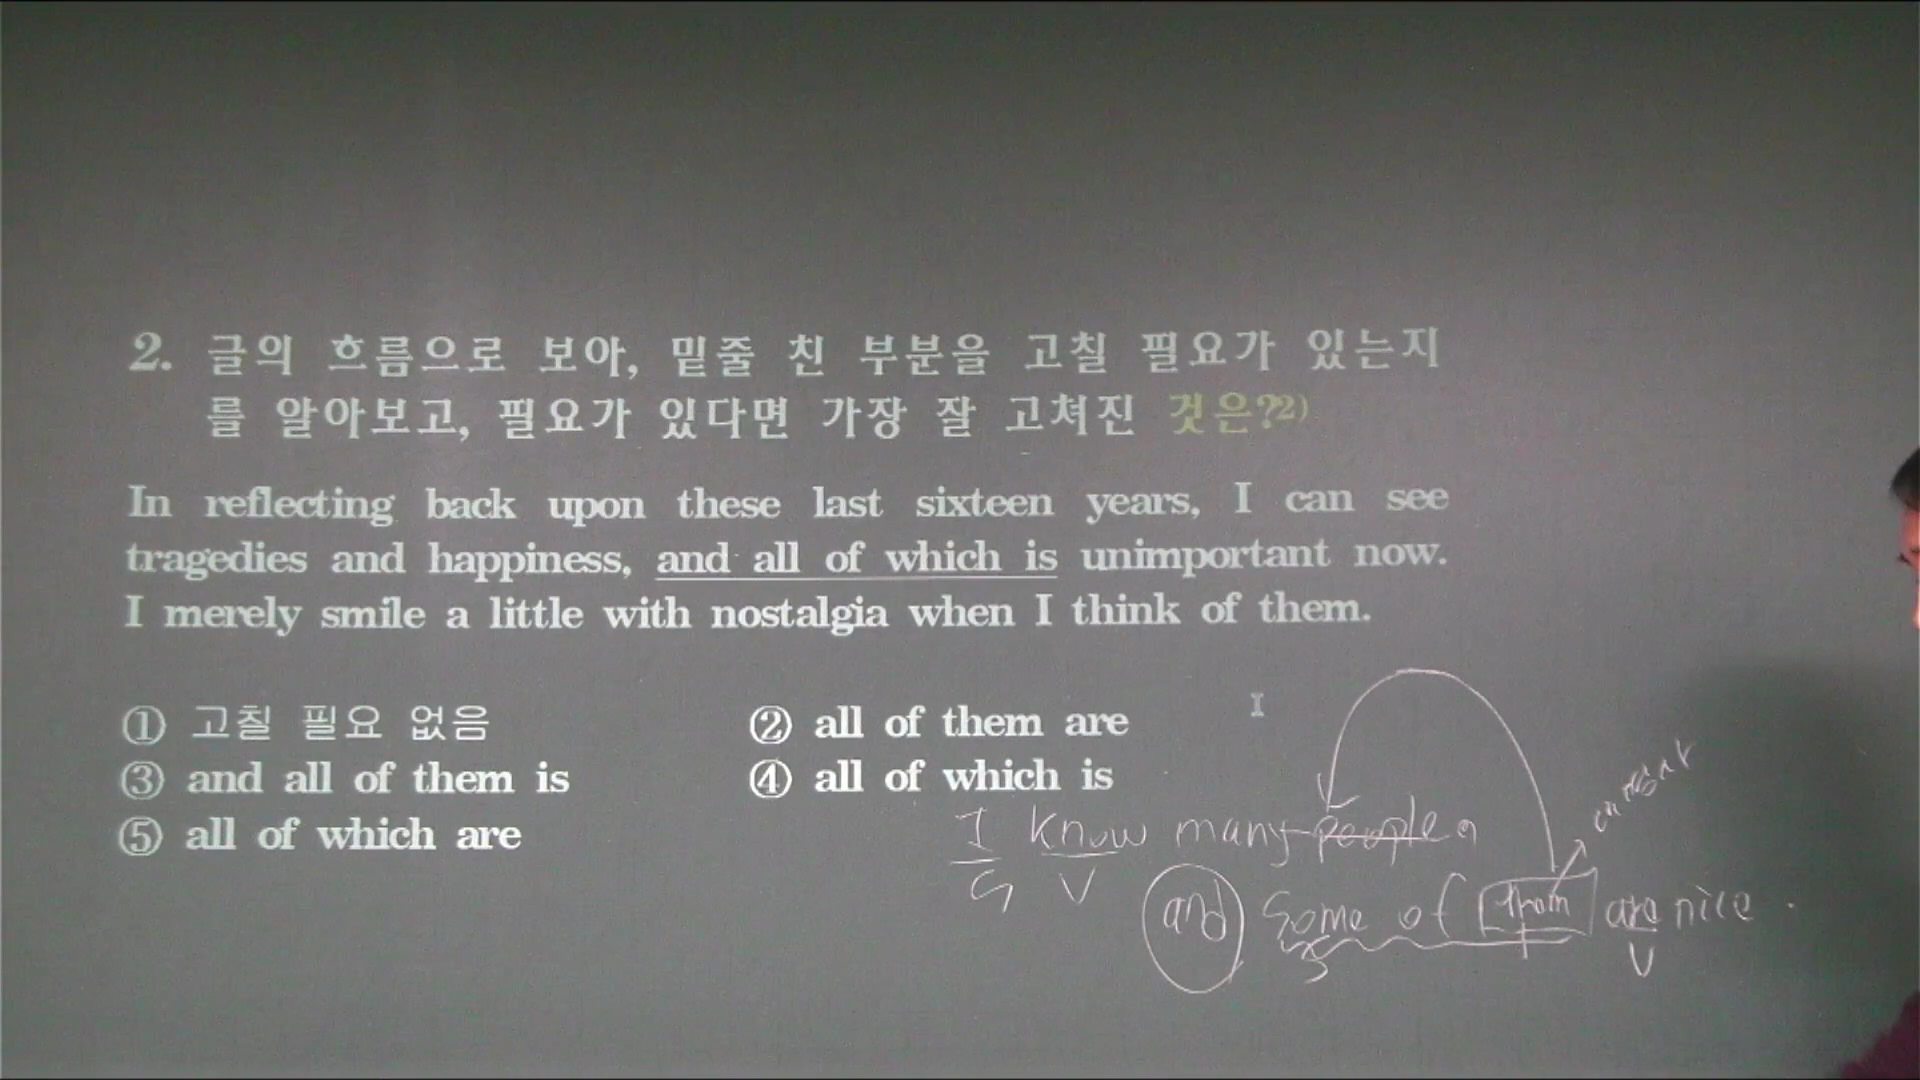 2. 글의 흐름으로 보아, 밑줄 친 부분을 고칠 필요가 있는지
를 알아보고, 필요가 있다면 가장 잘 고쳐진 것은?2)
In reflecting back upon these last sixteen years, I can see
tragedies and happiness, and all of which is unimportant now.
I merely smile a little with nostalgia when I think of them.
① 고칠 필요 없음
② all of them are
③ and all of them is
④ all of which is
⑤ all of which are
I know many people,
S V
and some of them are nice.
S V